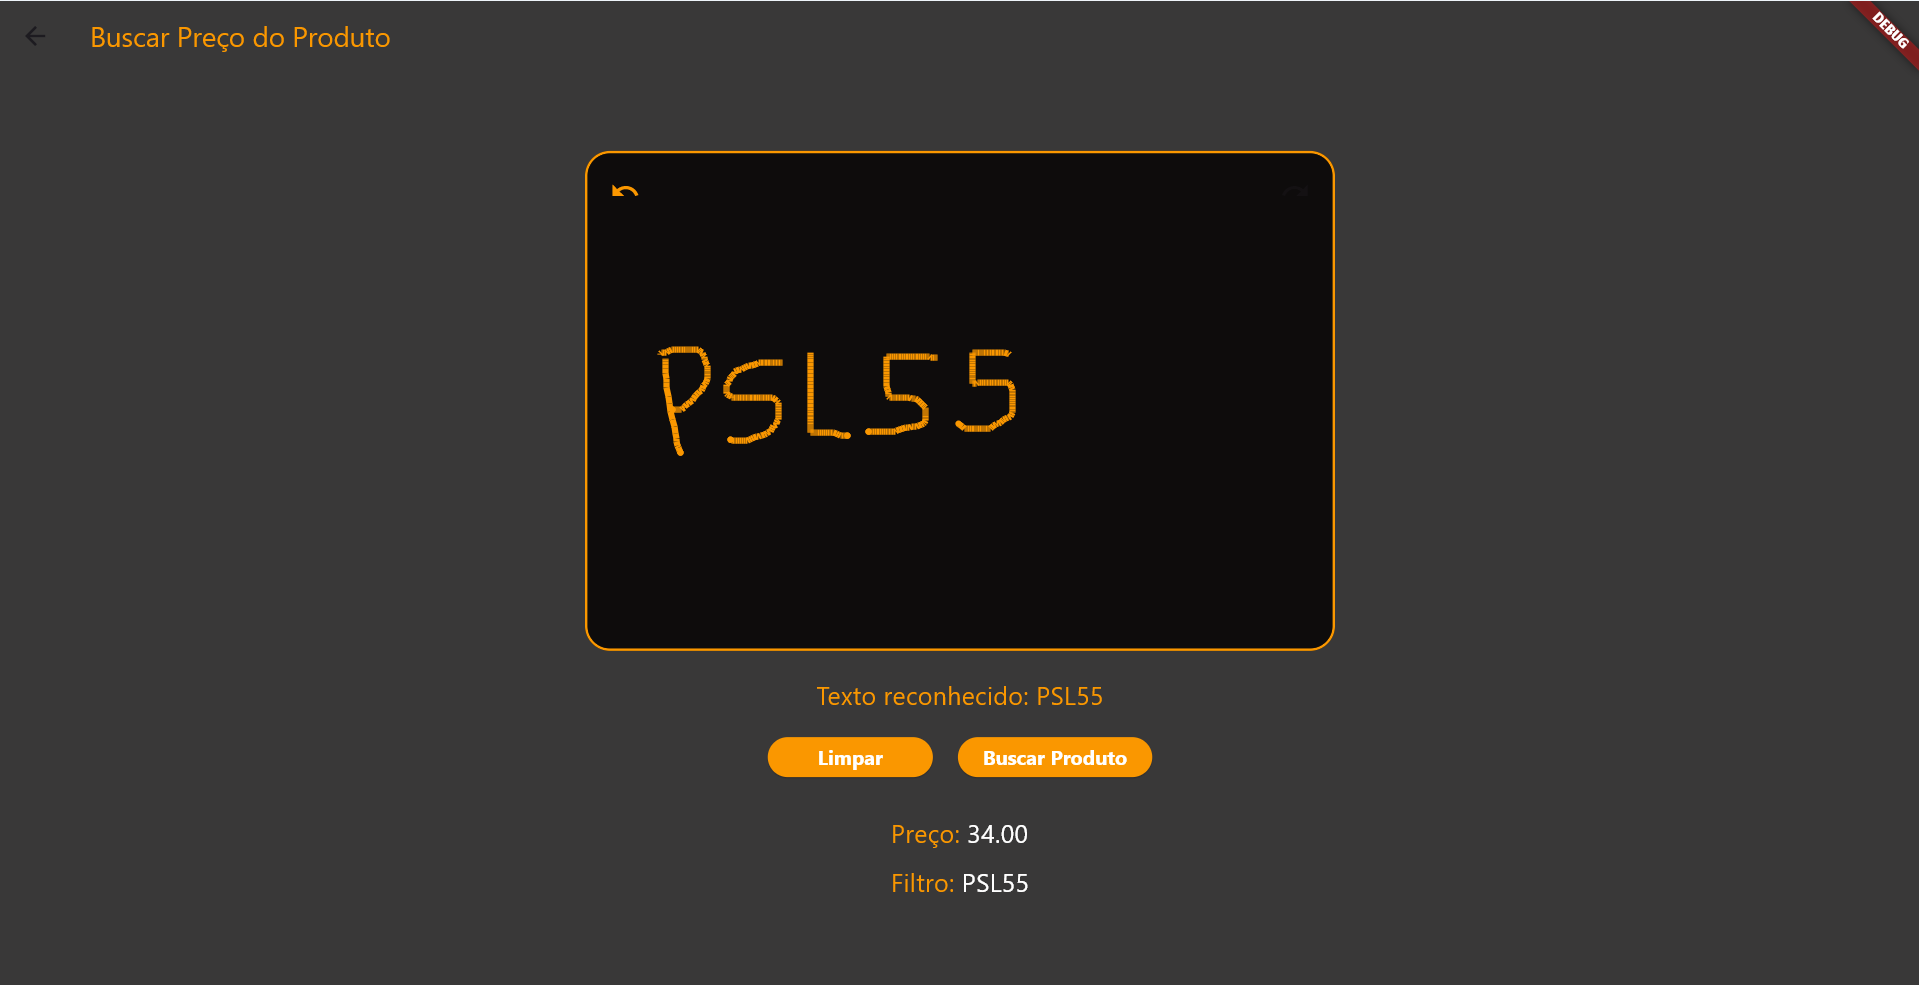 Buscar Preço do Produto
DEBUG
PSL55
Texto reconhecido: PSL55
Limpar
Buscar Produto
Preço: 34.00
Filtro: PSL55